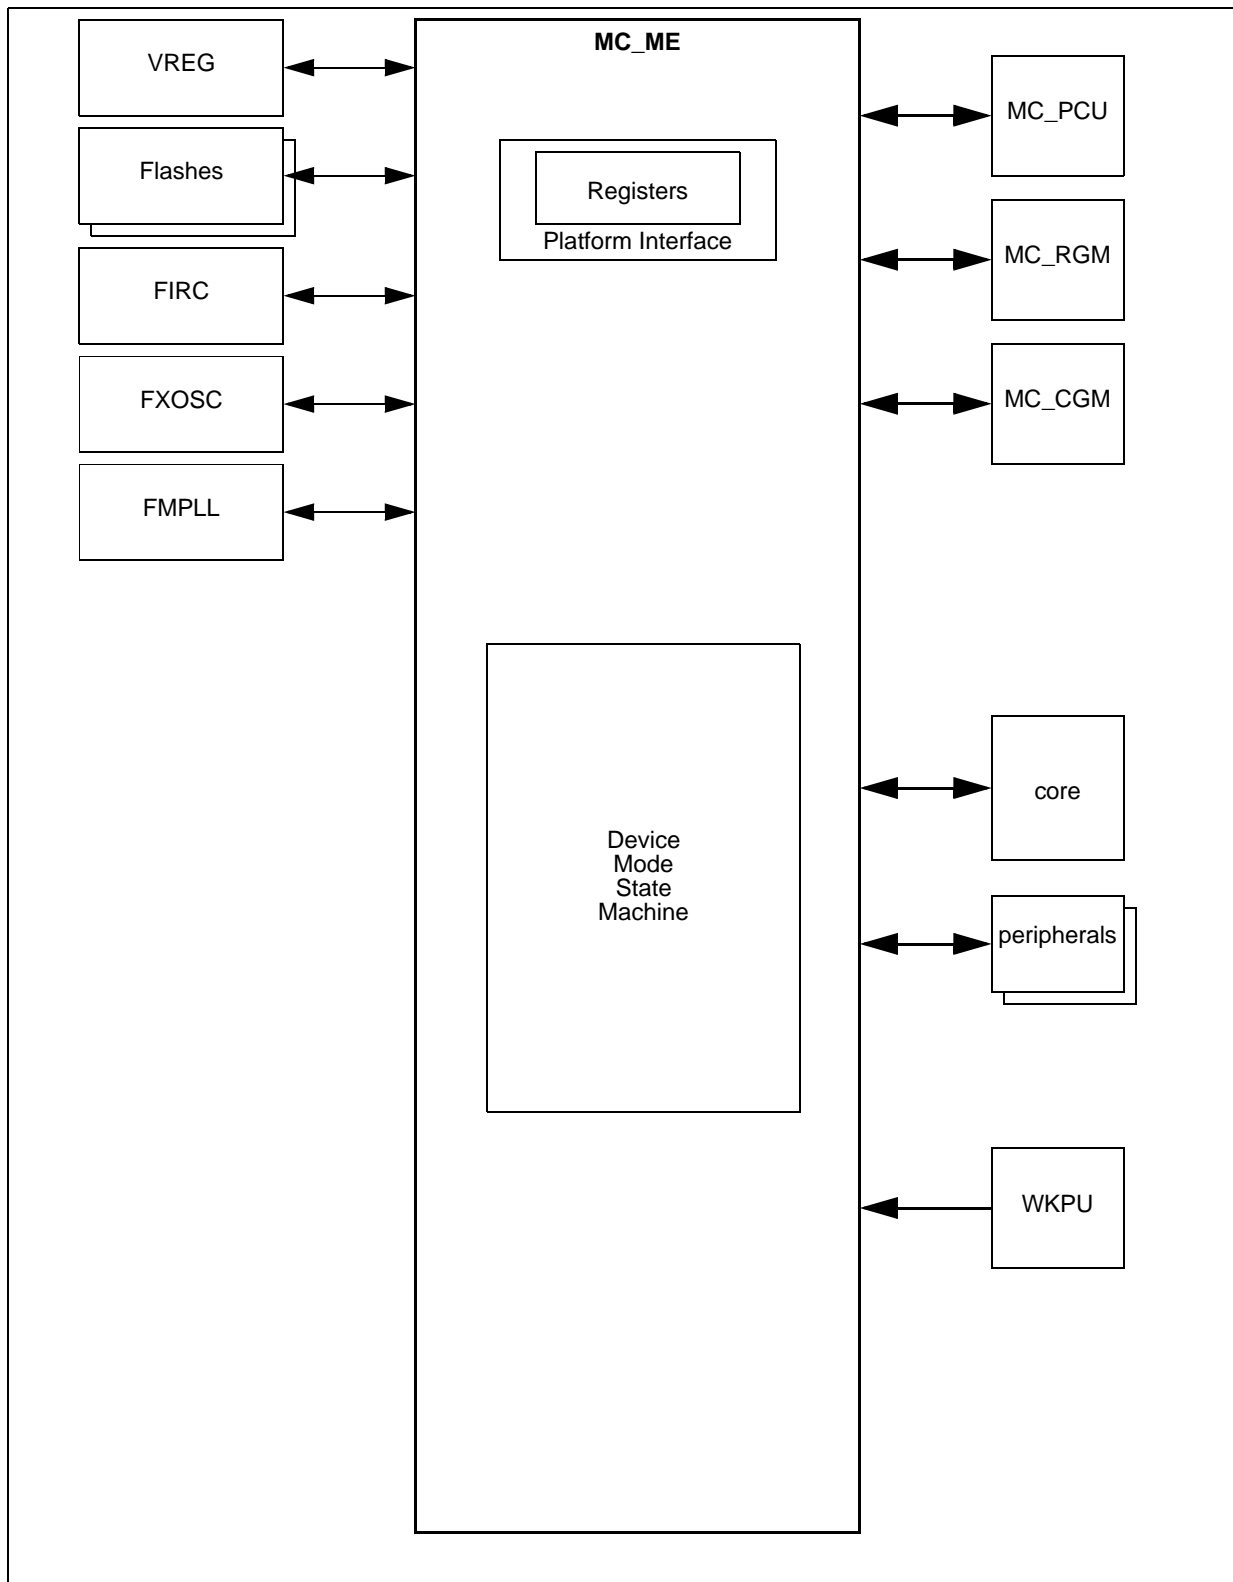 MC_ME
VREG
Flashes
FIRC
FXOSC
FMPLL
Registers
Platform Interface
Device
Mode
State
Machine
MC_PCU
MC_RGM
MC_CGM
core
peripherals
WKPU